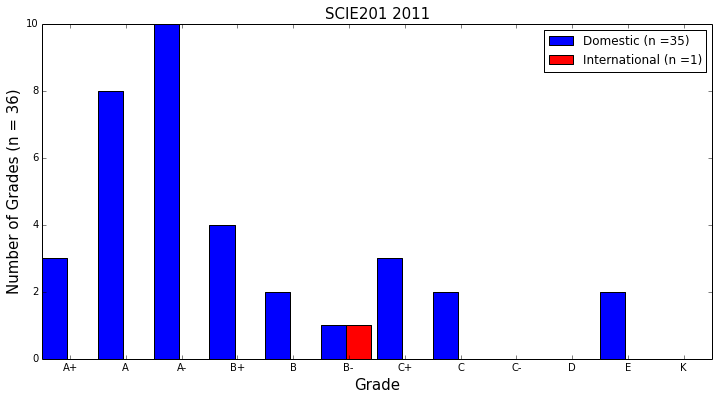 SCIE201 2011
Domestic (n =35)
International (n =1)
Number of Grades (n = 36)
10
8
6
4
2
0
A+ A A- B+ B B- C+ C C- D E K
Grade